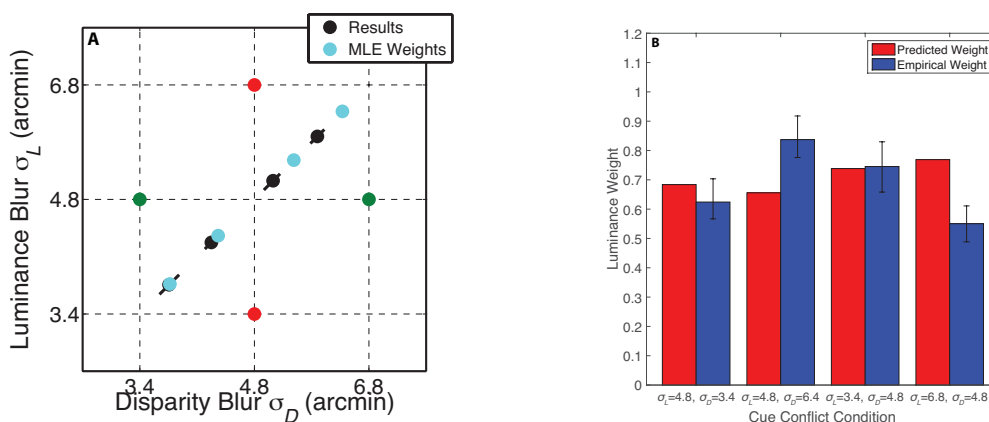 A
Results
MLE Weights
Luminance Blur σL (arcmin)
6.8
4.8
3.4
3.4 4.8 6.8
Disparity Blur σD (arcmin)
B
Predicted Weight
Empirical Weight
Luminance Weight
1.2
1.1
1
0.9
0.8
0.7
0.6
0.5
0.4
0.3
0.2
0.1
0
σL=4.8, σD=3.4 σL=4.8, σD=6.4 σL=3.4, σD=4.8 σL=6.8, σD=4.8
Cue Conflict Condition